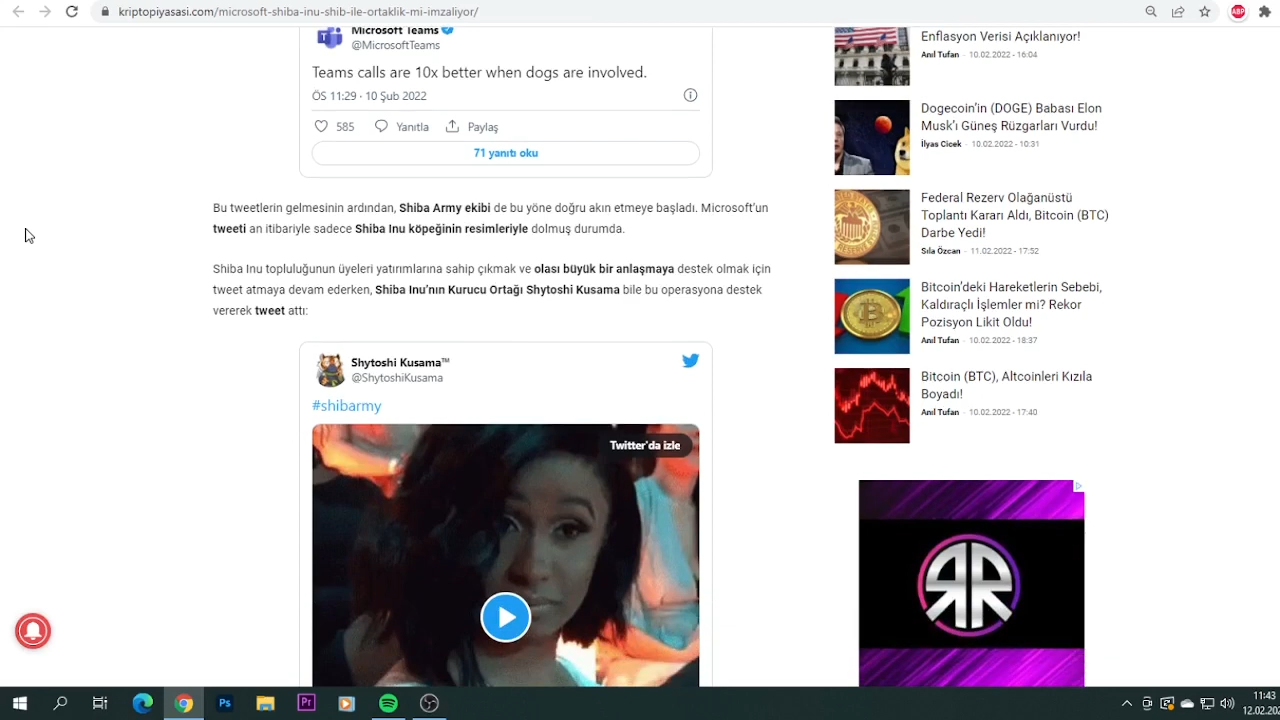 kriptopiyasasi.com/microsoft-shiba-inu-shib-ile-ortaklik-mi-imzaliyor/
ABP
Microsoft Teams
@MicrosoftTeams
Teams calls are 10x better when dogs are involved.
ÖS 11:29 · 10 Şub 2022
585 Yanıtla Paylaş
71 yanıtı oku
Bu tweetlerin gelmesinin ardından, Shiba Army ekibi de bu yöne doğru akın etmeye başladı. Microsoft'un
tweeti an itibariyle sadece Shiba Inu köpeğinin resimleriyle dolmuş durumda.
Shiba Inu topluluğunun üyeleri yatırımlarına sahip çıkmak ve olası büyük bir anlaşmaya destek olmak için
tweet atmaya devam ederken, Shiba Inu'nın Kurucu Ortağı Shytoshi Kusama bile bu operasyona destek
vererek tweet attı:
Shytoshi Kusama™
@ShytoshiKusama
#shibarmy
Twitter'da izle
Enflasyon Verisi Açıklanıyor!
Anıl Tufan - 10.02.2022 - 16:04
Dogecoin'in (DOGE) Babası Elon
Musk'ı Güneş Rüzgarları Vurdu!
İlyas Cicek - 10.02.2022 - 10:31
Federal Rezerv Olağanüstü
Toplantı Kararı Aldı, Bitcoin (BTC)
Darbe Yedi!
Sıla Özcan - 11.02.2022 - 17:52
Bitcoin'deki Hareketlerin Sebebi,
Kaldıraçlı İşlemler mi? Rekor
Pozisyon Likit Oldu!
Anıl Tufan - 10.02.2022 - 18:37
Bitcoin (BTC), Altcoinleri Kızıla
Boyadı!
Anıl Tufan - 10.02.2022 - 17:40
Ps
Pr
11:43